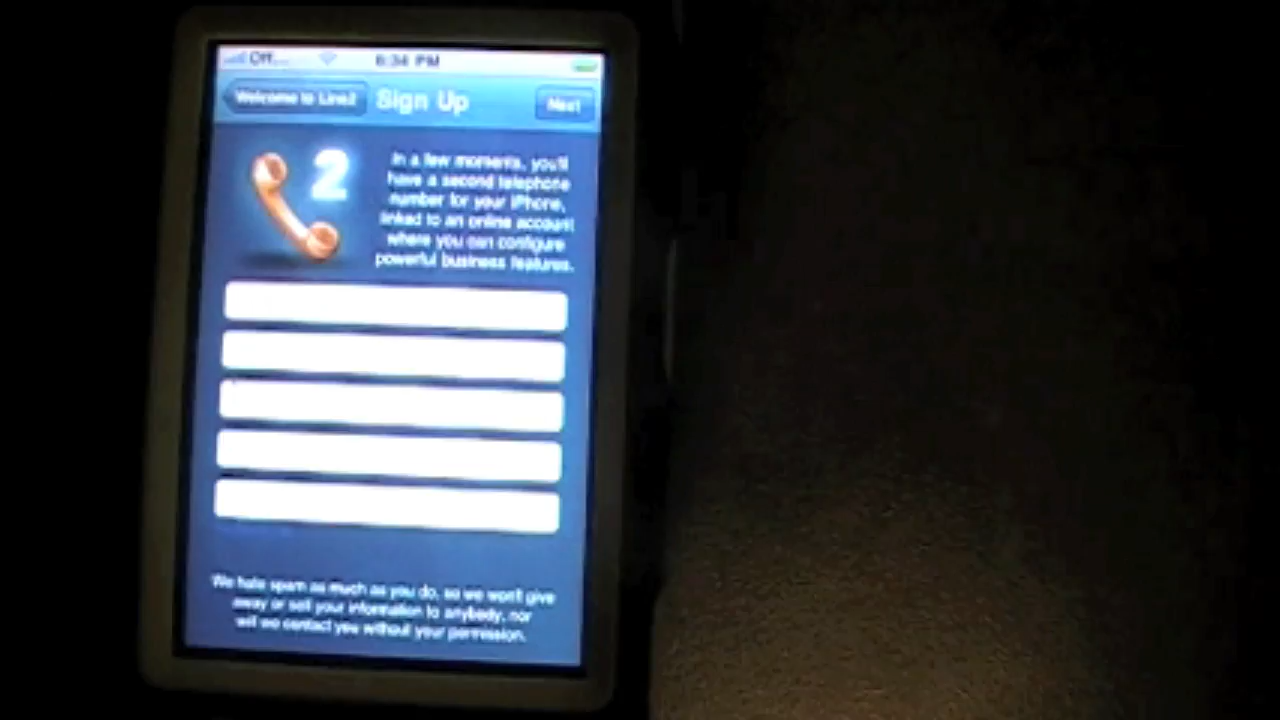 Off... 6:34 PM
Welcome to Line2 Sign Up Next
2
In a few moments, you'll
have a second telephone
number for your iPhone,
linked to an online account
where you can configure
powerful business features.
We hate spam as much as you do, so we won't give
away or sell your information to anybody, nor
will we contact you without your permission.